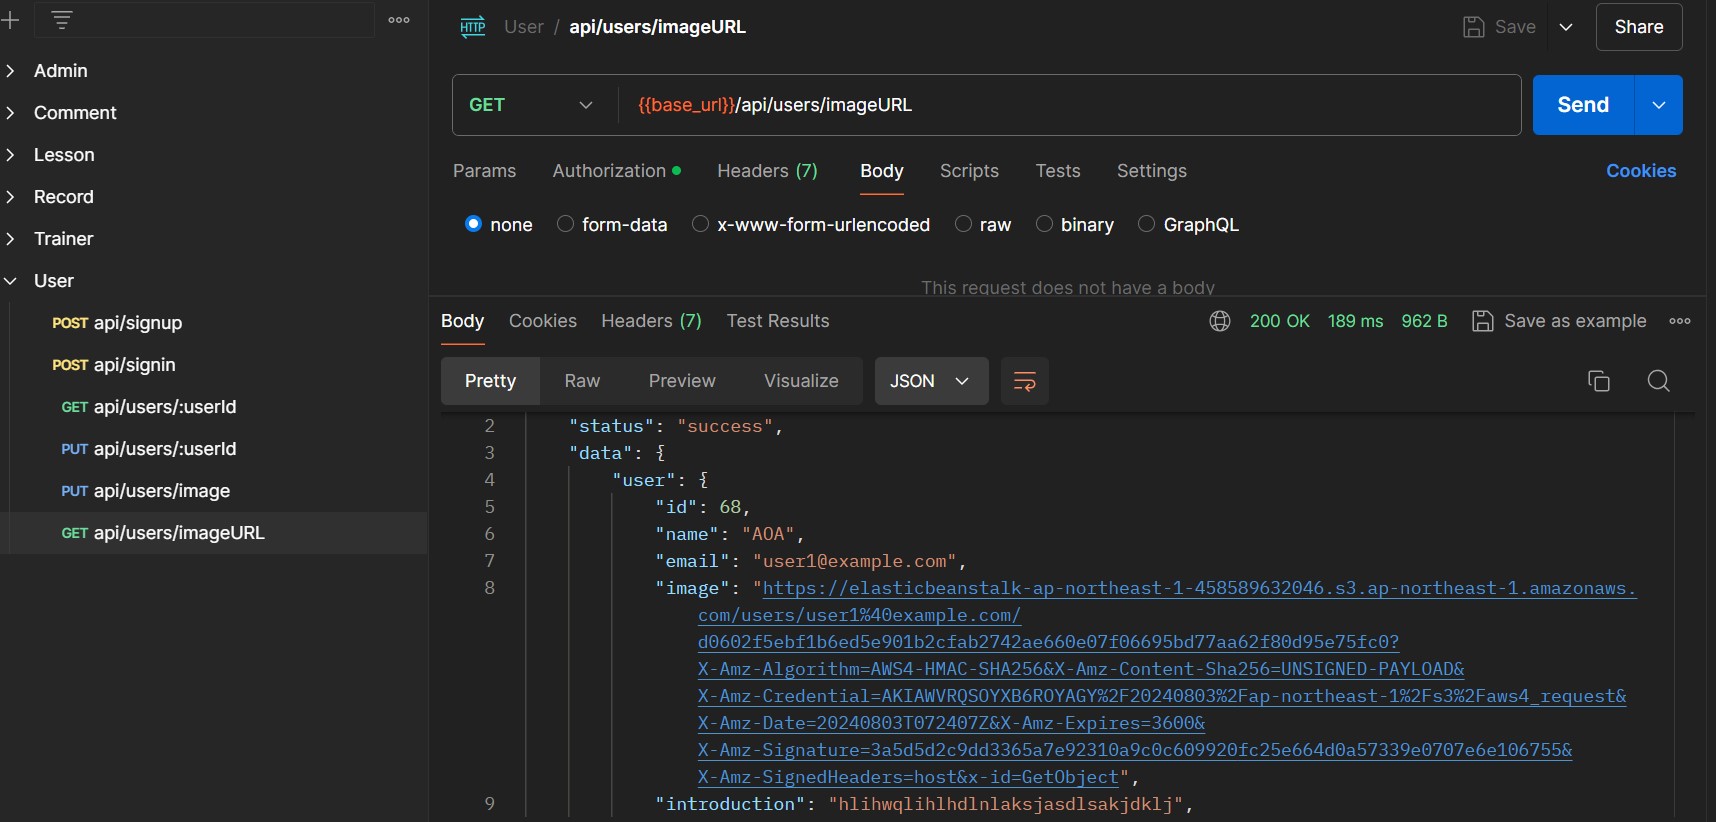 HTTP User / api/users/imageURL Save Share
Admin
Comment
Lesson
Record
Trainer
User
POST api/signup
POST api/signin
GET api/users/:userId
PUT api/users/:userId
PUT api/users/image
GET api/users/imageURL
GET {{base_url}}/api/users/imageURL Send
Params Authorization Headers (7) Body Scripts Tests Settings Cookies
none form-data x-www-form-urlencoded raw binary GraphQL
This request does not have a body
Body Cookies Headers (7) Test Results 200 OK 189 ms 962 B Save as example
Pretty Raw Preview Visualize JSON
2 "status": "success",
3 "data": {
4 "user": {
5 "id": 68,
6 "name": "AOA",
7 "email": "user1@example.com",
8 "image": "https://elasticbeanstalk-ap-northeast-1-458589632046.s3.ap-northeast-1.amazonaws.
com/users/user1%40example.com/
d0602f5ebf1b6ed5e901b2cfab2742ae660e07f06695bd77aa62f80d95e75fc0?
X-Amz-Algorithm=AWS4-HMAC-SHA256&X-Amz-Content-Sha256=UNSIGNED-PAYLOAD&
X-Amz-Credential=AKIAWVRQSOYXB6ROYAGY%2F20240803%2Fap-northeast-1%2Fs3%2Faws4_request&
X-Amz-Date=20240803T072407Z&X-Amz-Expires=3600&
X-Amz-Signature=3a5d5d2c9dd3365a7e92310a9c0c609920fc25e664d0a57339e0707e6e106755&
X-Amz-SignedHeaders=host&x-id=GetObject",
9 "introduction": "hlihwqlihlhdlnlaksjasdlsakjdklj",